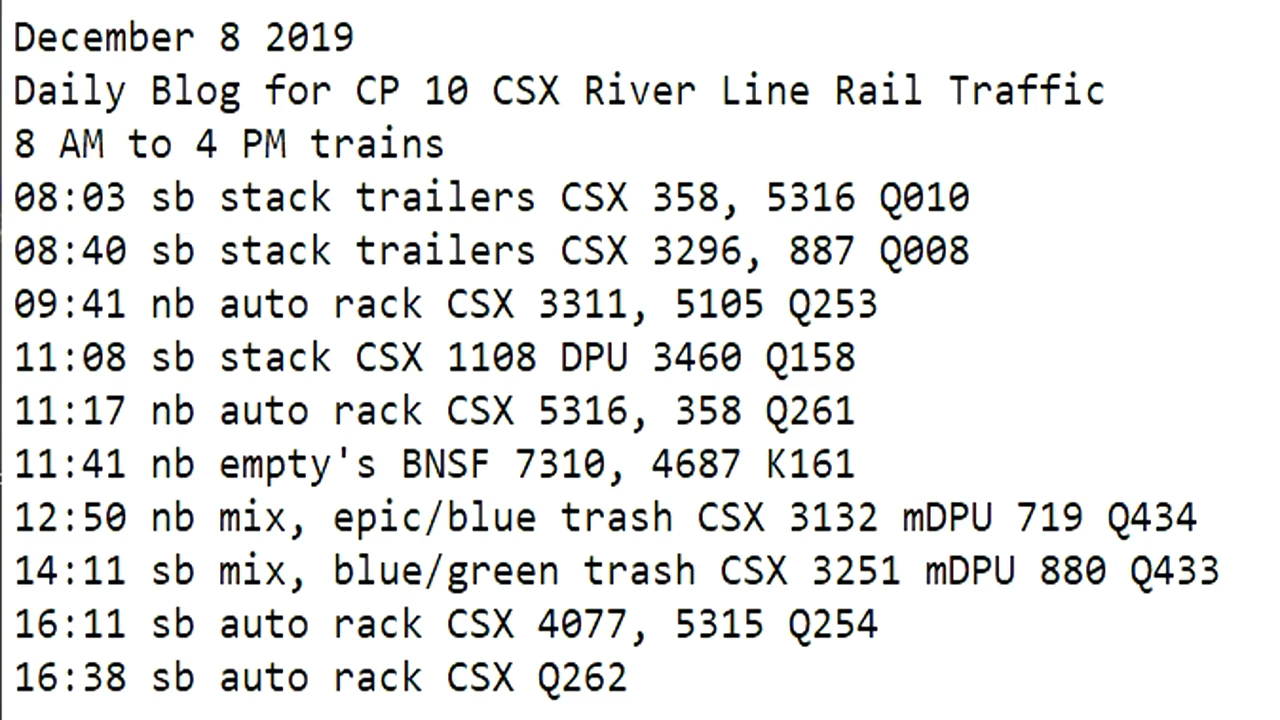 December 8 2019
Daily Blog for CP 10 CSX River Line Rail Traffic
8 AM to 4 PM trains
08:03 sb stack trailers CSX 358, 5316 Q010
08:40 sb stack trailers CSX 3296, 887 Q008
09:41 nb auto rack CSX 3311, 5105 Q253
11:08 sb stack CSX 1108 DPU 3460 Q158
11:17 nb auto rack CSX 5316, 358 Q261
11:41 nb empty's BNSF 7310, 4687 K161
12:50 nb mix, epic/blue trash CSX 3132 mDPU 719 Q434
14:11 sb mix, blue/green trash CSX 3251 mDPU 880 Q433
16:11 sb auto rack CSX 4077, 5315 Q254
16:38 sb auto rack CSX Q262